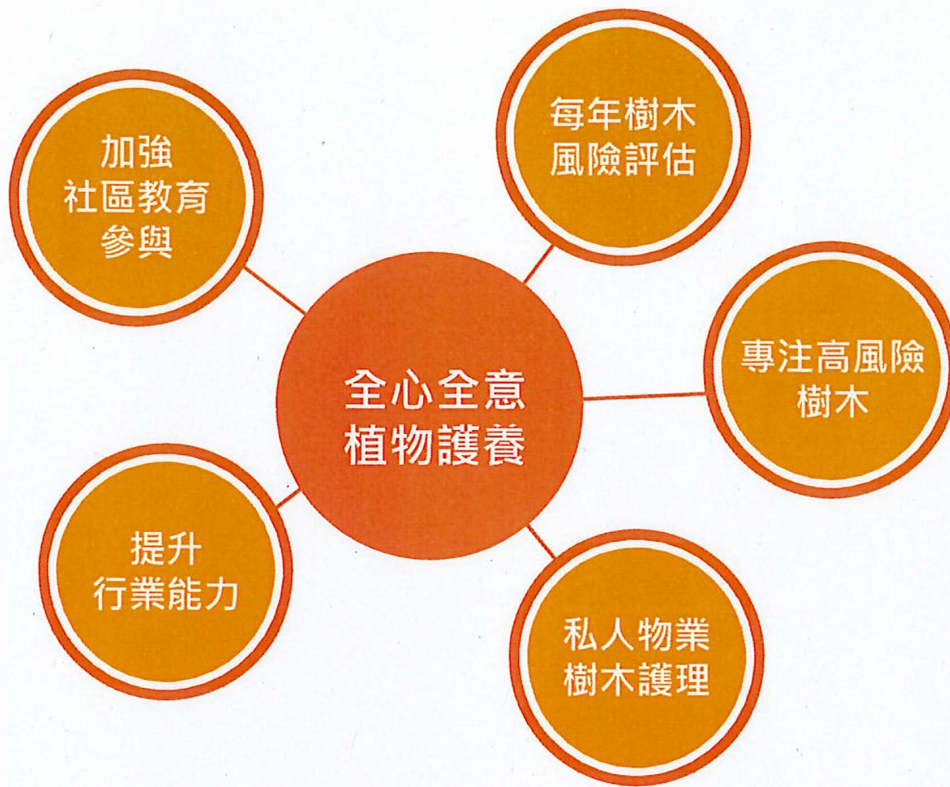 加強
社區教育
參與
每年樹木
風險評估
全心全意
植物護養
專注高風險
樹木
提升
行業能力
私人物業
樹木護理